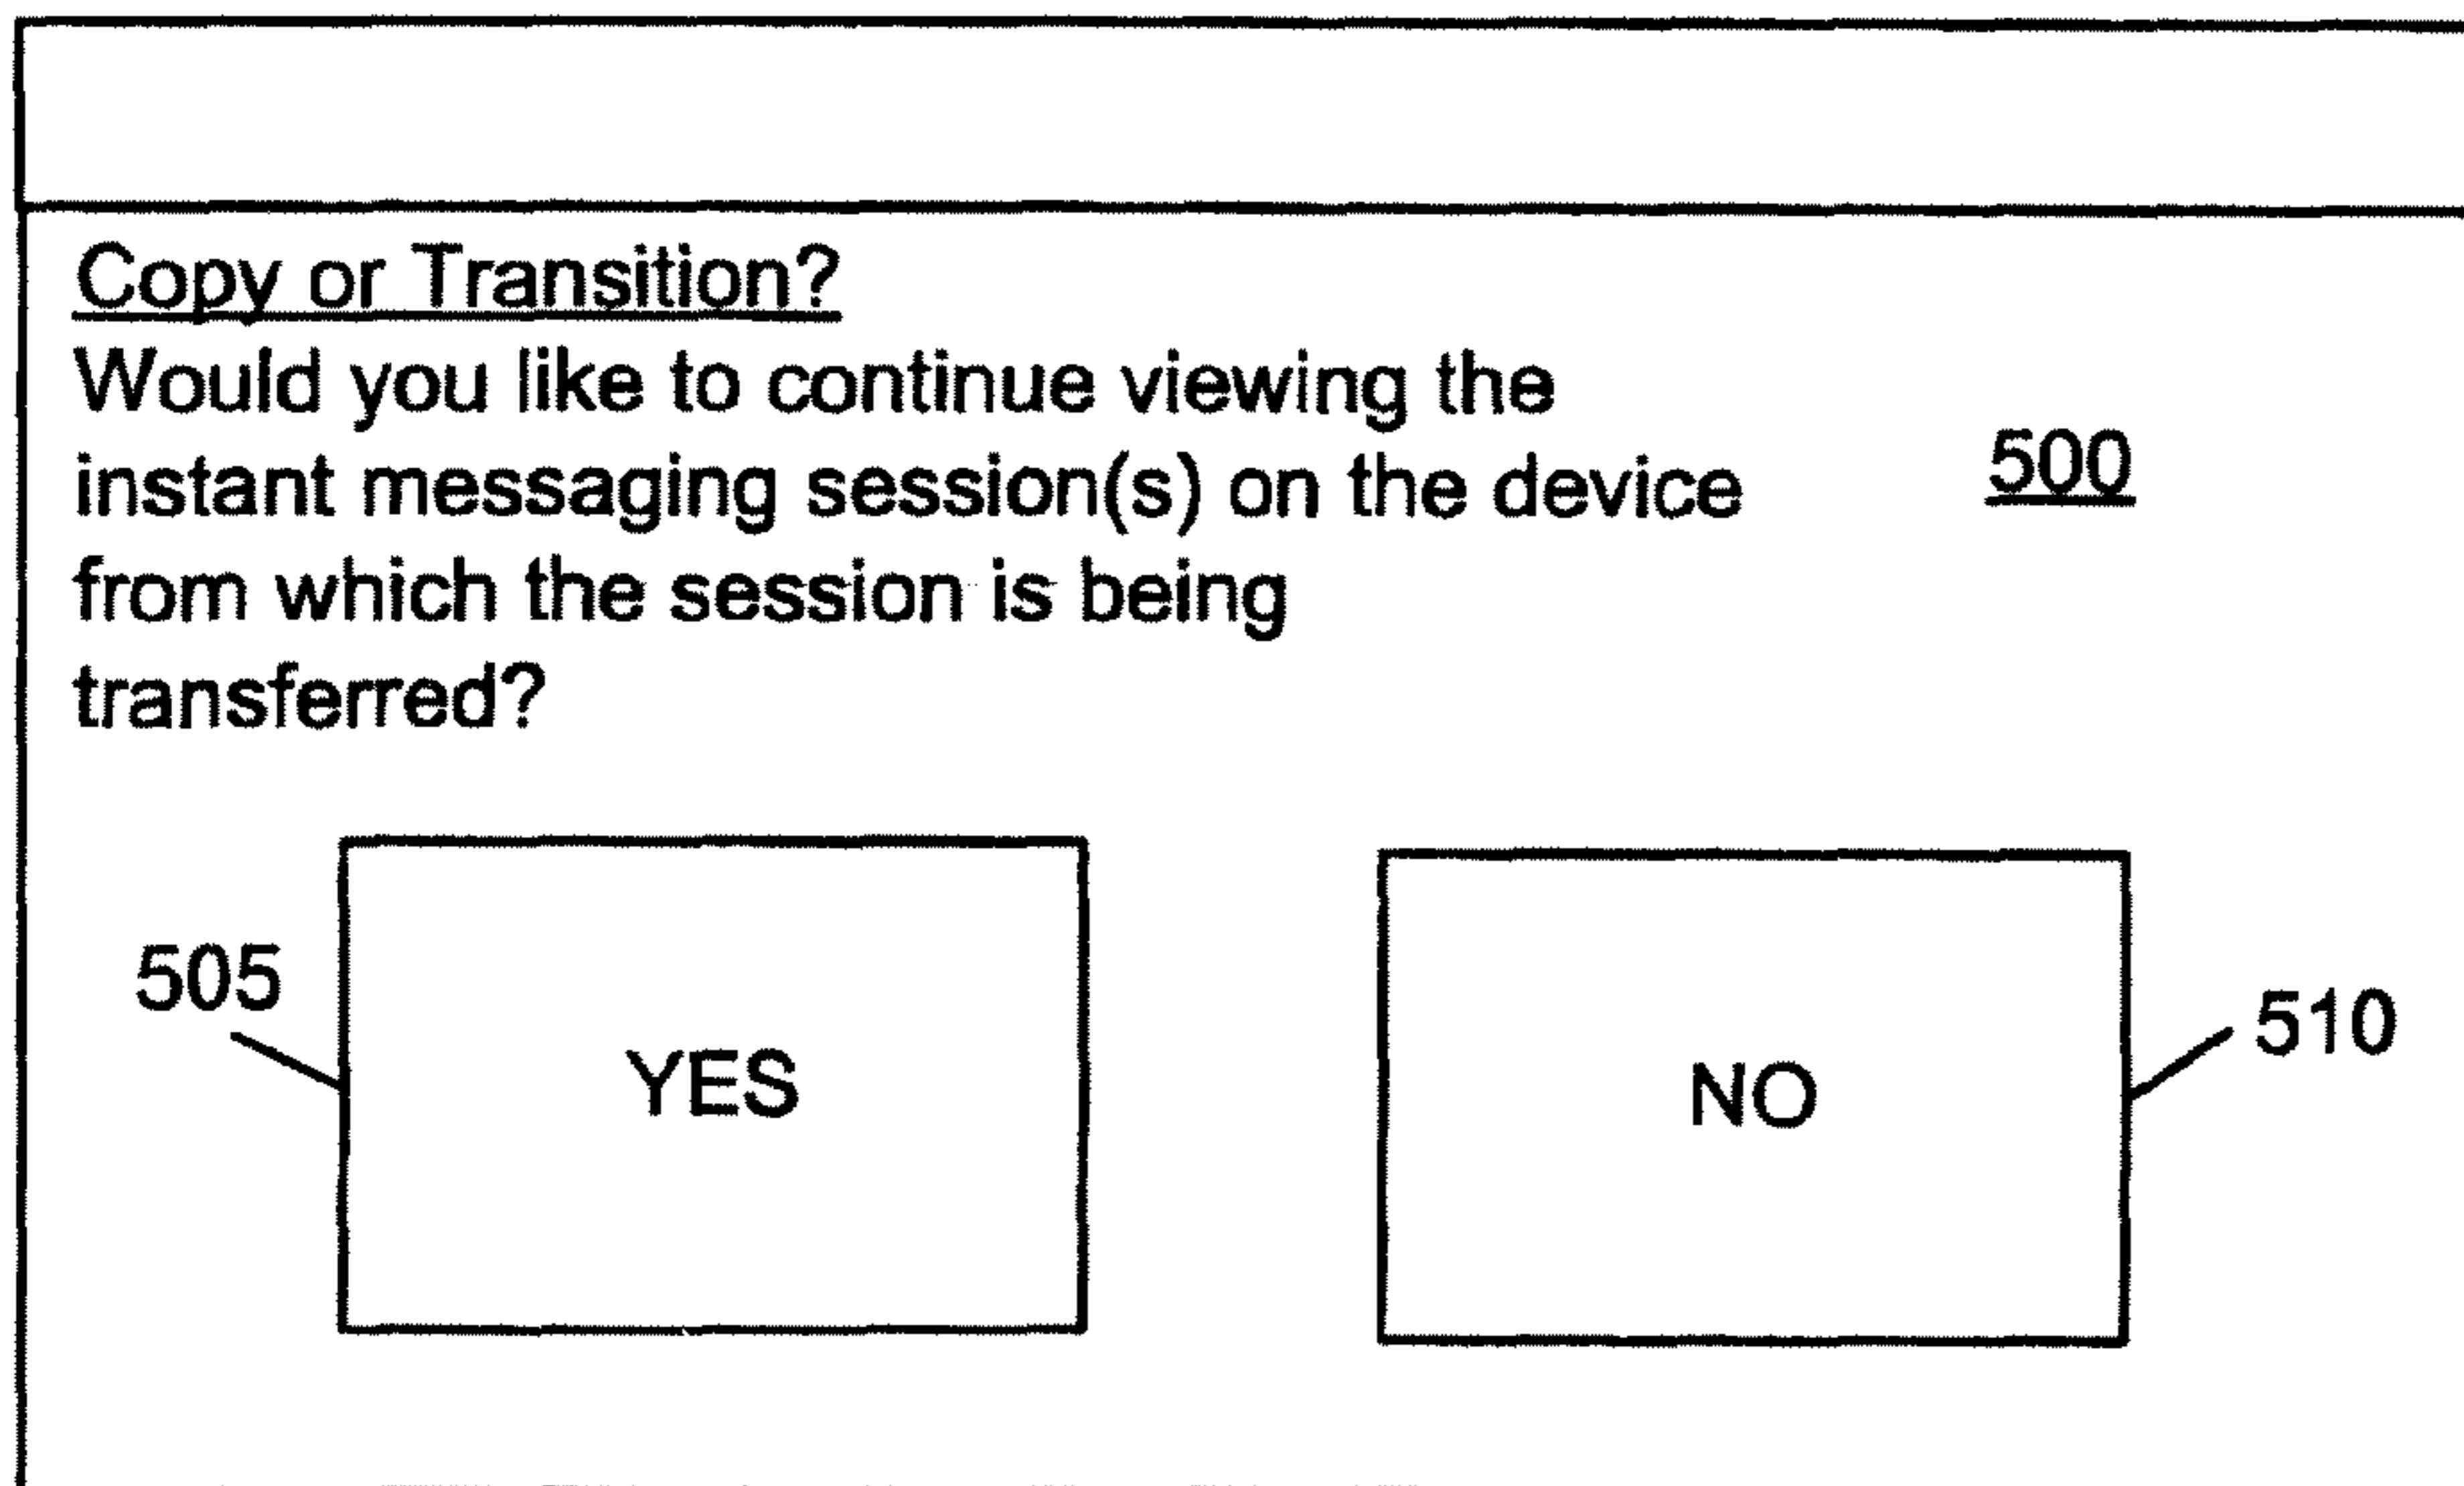 Copy or Transition?
Would you like to continue viewing the
instant messaging session(s) on the device
500
from which the session is being
transferred?
505
YES
NO
510